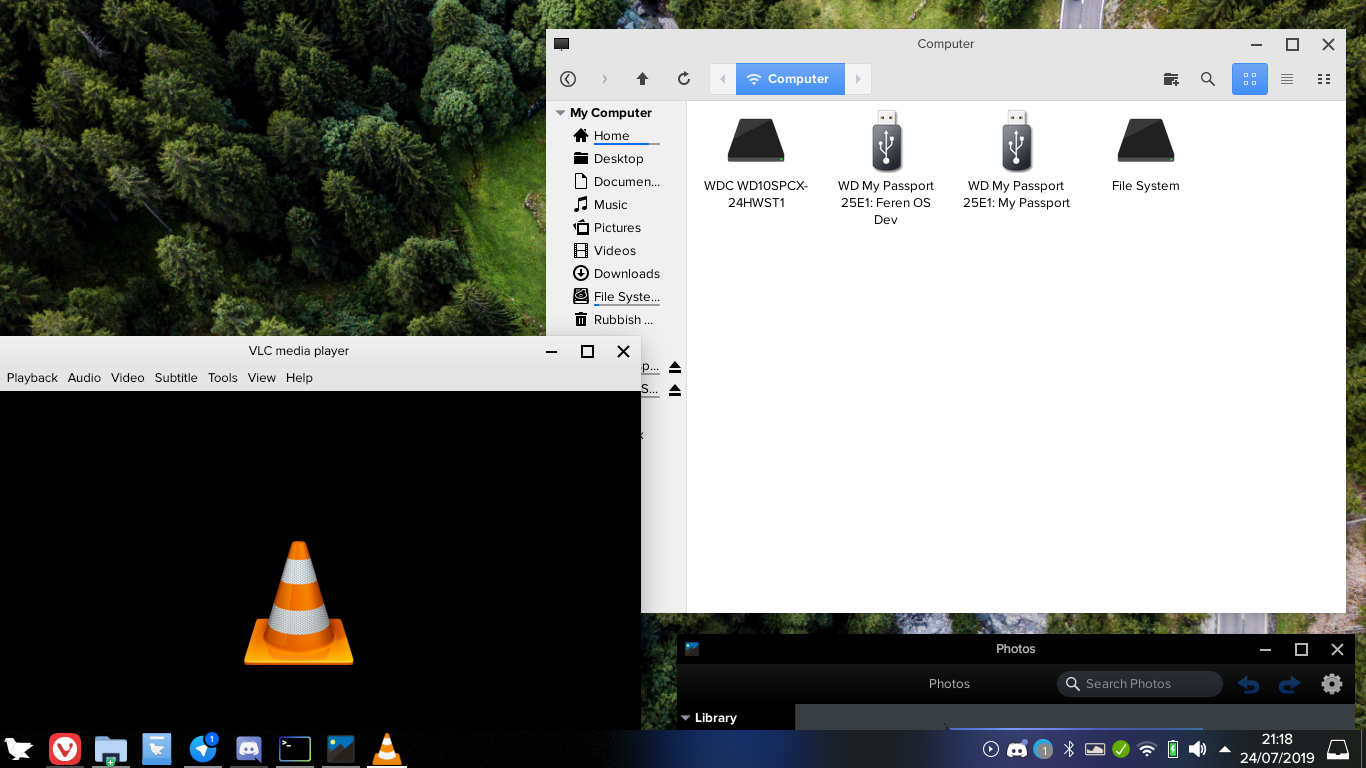 Computer
Computer
My Computer
Home
Desktop
Documen...
Music
Pictures
Videos
Downloads
File Syste...
Rubbish ...
WDC WD10SPCX-
24HWST1
WD My Passport
25E1: Feren OS
Dev
WD My Passport
25E1: My Passport
File System
VLC media player
Playback Audio Video Subtitle Tools View Help
Photos
Photos
Search Photos
Library
1
1
21:18
24/07/2019